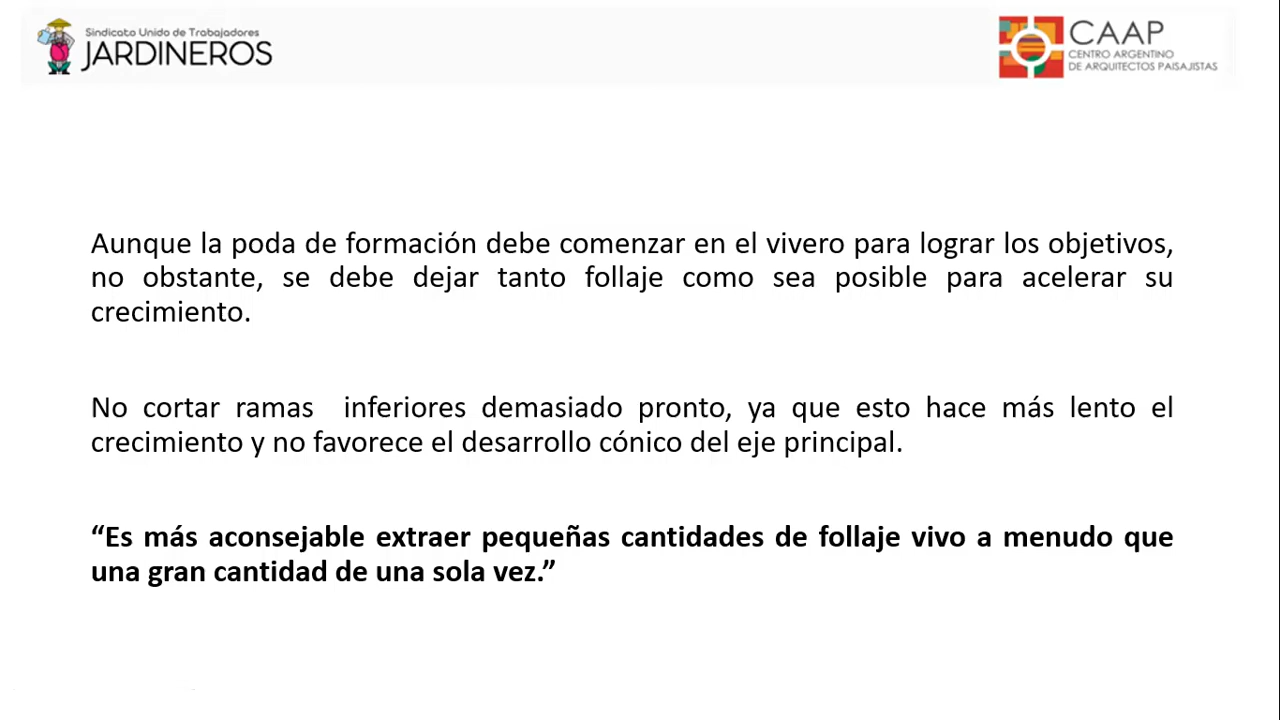 Sindicato Unido de Trabajadores
JARDINEROS
CAAP
CENTRO ARGENTINO
DE ARQUITECTOS PAISAJISTAS
Aunque la poda de formación debe comenzar en el vivero para lograr los objetivos,
no obstante, se debe dejar tanto follaje como sea posible para acelerar su
crecimiento.
No cortar ramas inferiores demasiado pronto, ya que esto hace más lento el
crecimiento y no favorece el desarrollo cónico del eje principal.
“Es más aconsejable extraer pequeñas cantidades de follaje vivo a menudo que
una gran cantidad de una sola vez.”